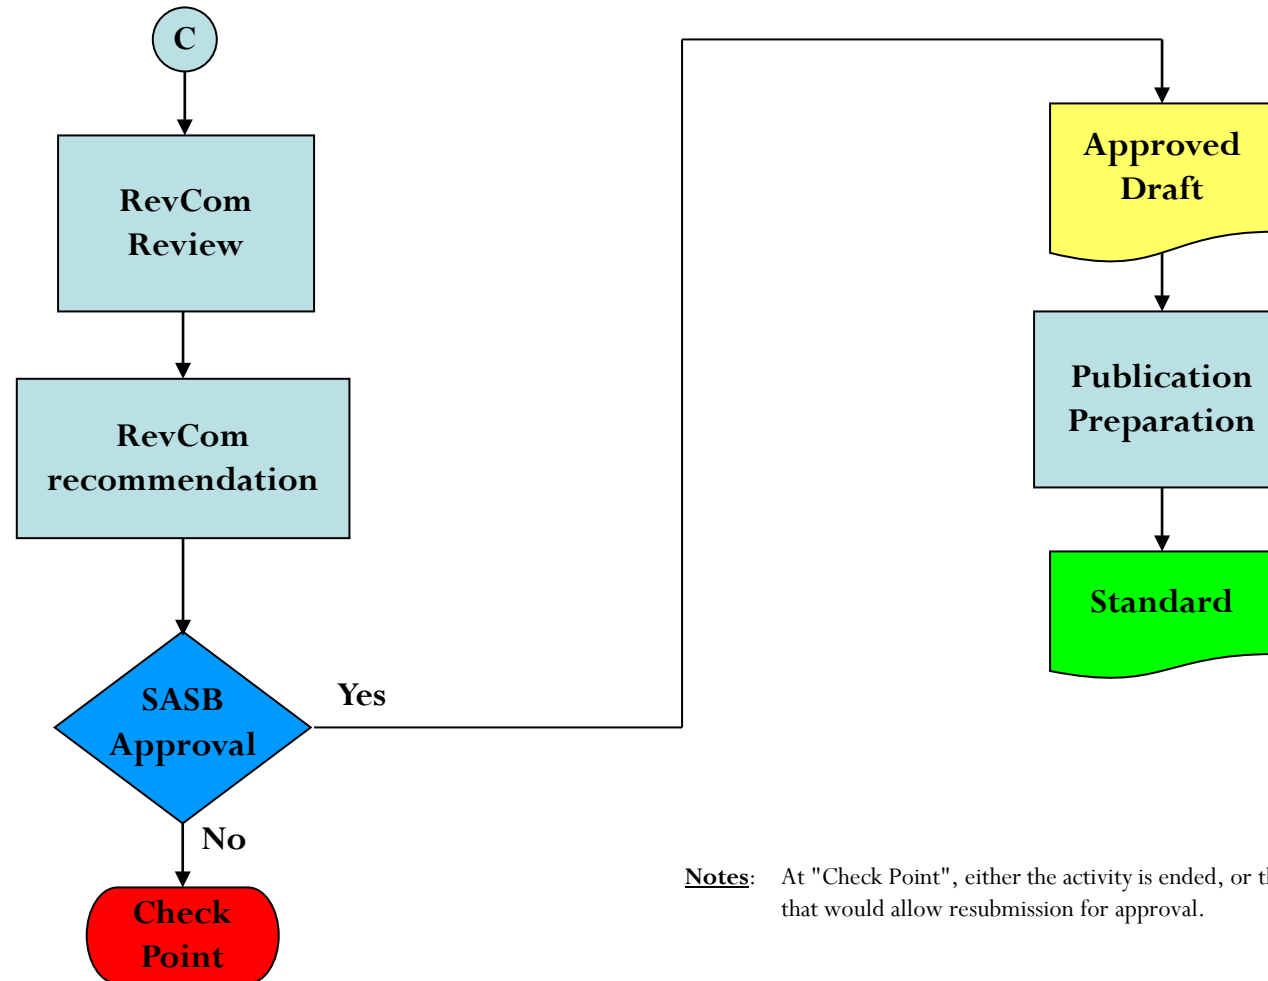 C
RevCom
Review
RevCom
recommendation
SASB
Approval
Yes
No
Check
Point
Approved
Draft
Publication
Preparation
Standard
Notes: At "Check Point", either the activity is ended, or
that would allow resubmission for approval.